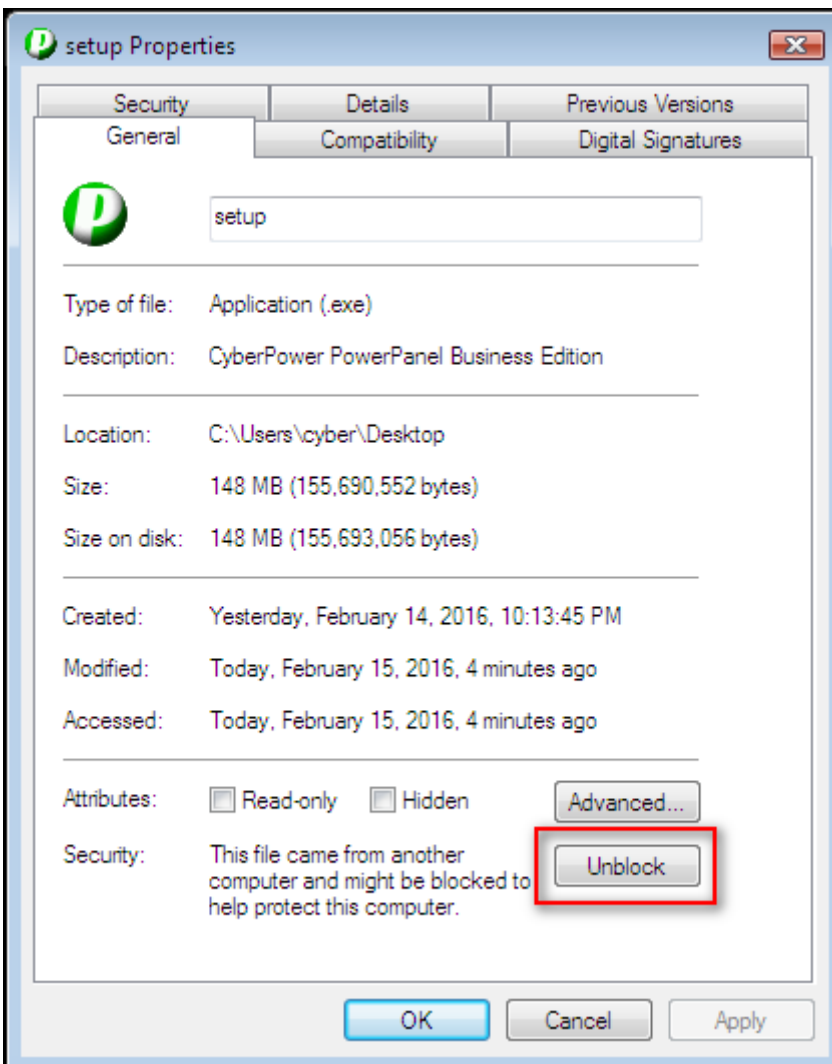 setup Properties
Security Details Previous Versions
General Compatibility Digital Signatures
setup
Type of file: Application (.exe)
Description: CyberPower PowerPanel Business Edition
Location: C:\Users\cyber\Desktop
Size: 148 MB (155,690,552 bytes)
Size on disk: 148 MB (155,693,056 bytes)
Created: Yesterday, February 14, 2016, 10:13:45 PM
Modified: Today, February 15, 2016, 4 minutes ago
Accessed: Today, February 15, 2016, 4 minutes ago
Attributes: Read-only Hidden Advanced...
Security: This file came from another
computer and might be blocked to
help protect this computer.
Unblock
OK Cancel Apply